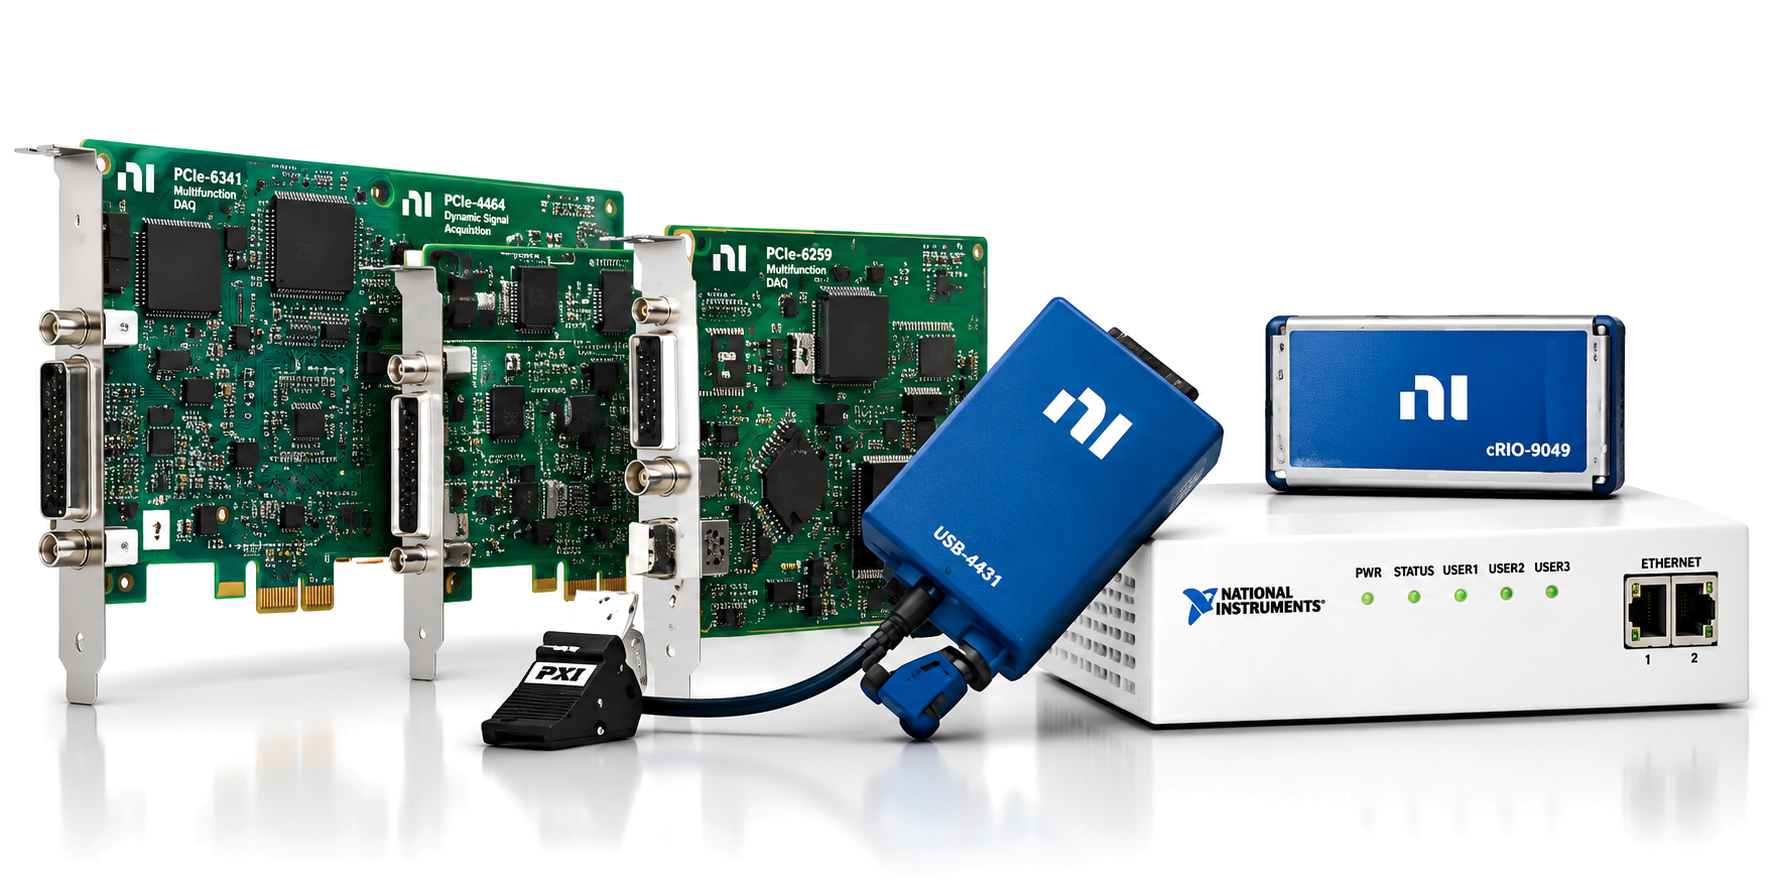 NI
PCIe-6341
Multifunction
DAQ
NI
PCIe-4464
Dynamic Signal
Acquisition
NI
PCIe-6259
Multifunction
DAQ
NI
USB-4431
PXI
NI
cRIO-9049
NATIONAL
INSTRUMENTS®
PWR STATUS USER1 USER2 USER3
ETHERNET
1 2